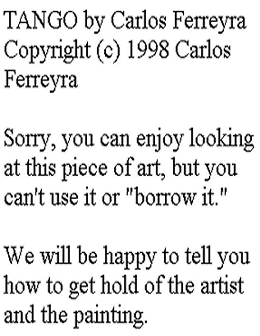 TANGO by Carlos Ferreyra
Copyright (c) 1998 Carlos
Ferreyra
Sorry, you can enjoy looking
at this piece of art, but you
can't use it or "borrow it."
We will be happy to tell you
how to get hold of the artist
and the painting.